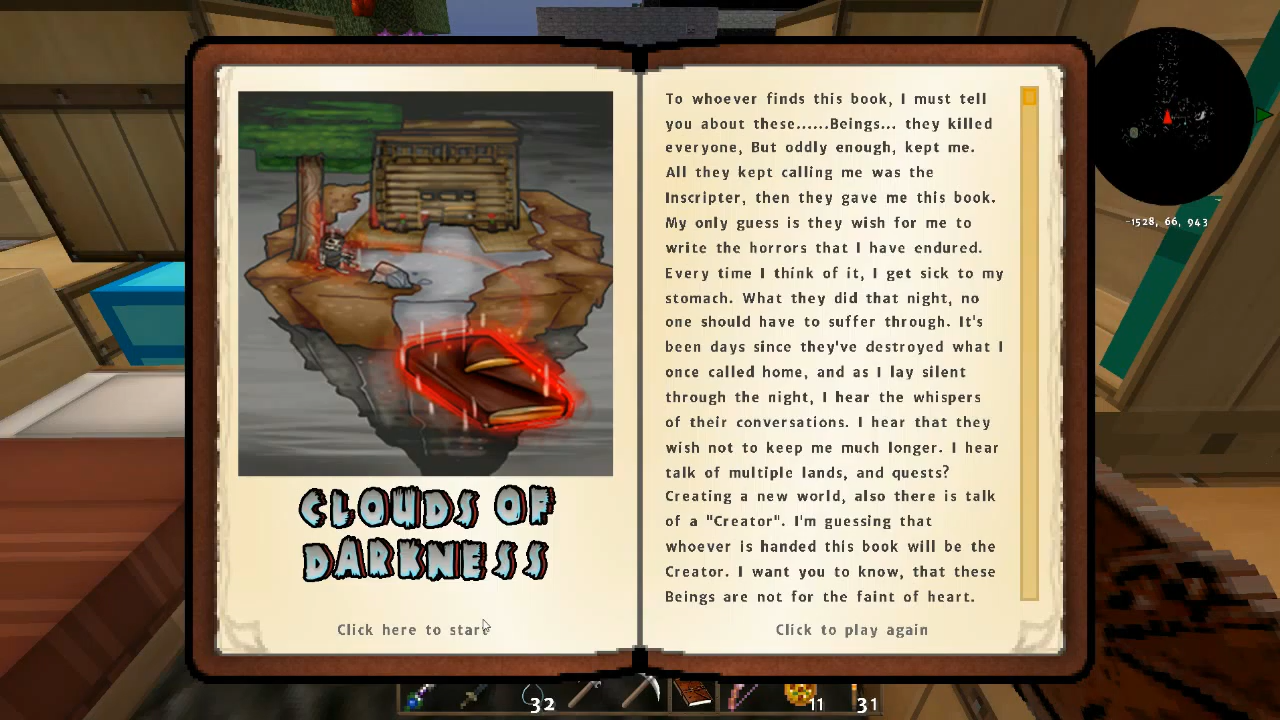 CLOUDS OF
DARKNESS
Click here to start
To whoever finds this book, I must tell
you about these......Beings... they killed
everyone, But oddly enough, kept me.
All they kept calling me was the
Inscripter, then they gave me this book.
My only guess is they wish for me to
write the horrors that I have endured.
Every time I think of it, I get sick to my
stomach. What they did that night, no
one should have to suffer through. It's
been days since they've destroyed what I
once called home, and as I lay silent
through the night, I hear the whispers
of their conversations. I hear that they
wish not to keep me much longer. I hear
talk of multiple lands, and quests?
Creating a new world, also there is talk
of a "Creator". I'm guessing that
whoever is handed this book will be the
Creator. I want you to know, that these
Beings are not for the faint of heart.
Click to play again
-1528, 66, 943
32
11
31